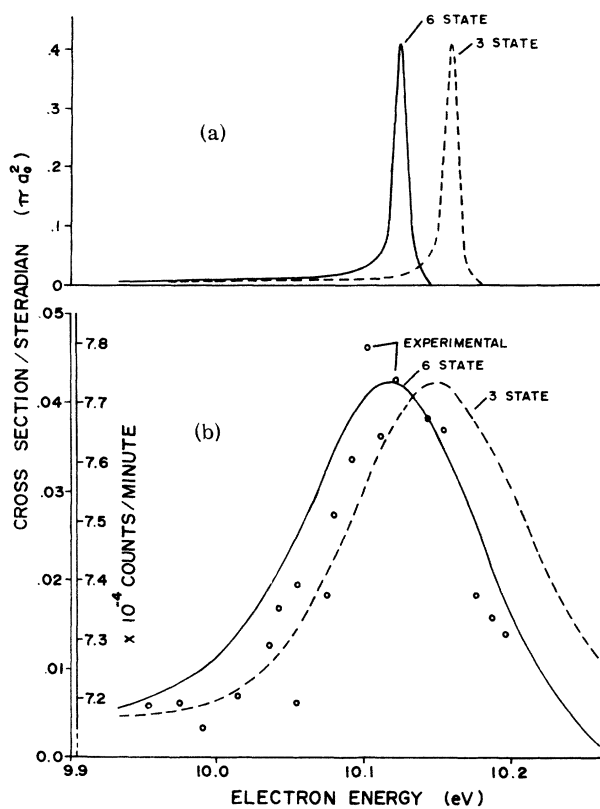 6 STATE
3 STATE
.4
.3
.2
.1
0
(a)
CROSS SECTION/STERADIAN (π a₀²)
.05
.04
.03
.02
.01
0.0
7.8
7.7
7.6
7.5
7.4
7.3
7.2
× 10⁻⁴ COUNTS/MINUTE
(b)
EXPERIMENTAL
6 STATE
3 STATE
9.9
10.0
10.1
10.2
ELECTRON ENERGY (eV)